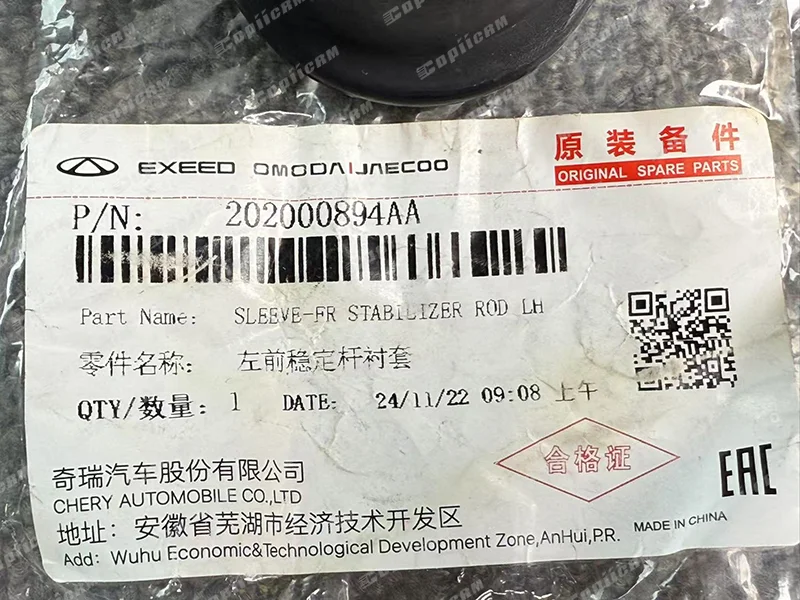 Copiicam
EXEED OMODA|JAECOO
原装备件
ORIGINAL SPARE PARTS
P/N: 202000894AA
Part Name: SLEEVE-FR STABILIZER ROD LH
零件名称: 左前稳定杆衬套
QTY/数量: 1 DATE: 24/11/22 09:08 上午
合格证
EAC
奇瑞汽车股份有限公司
CHERY AUTOMOBILE CO.,LTD
地址: 安徽省芜湖市经济技术开发区
Add: Wuhu Economic&Technological Development Zone,AnHui,P.R.
MADE IN CHINA